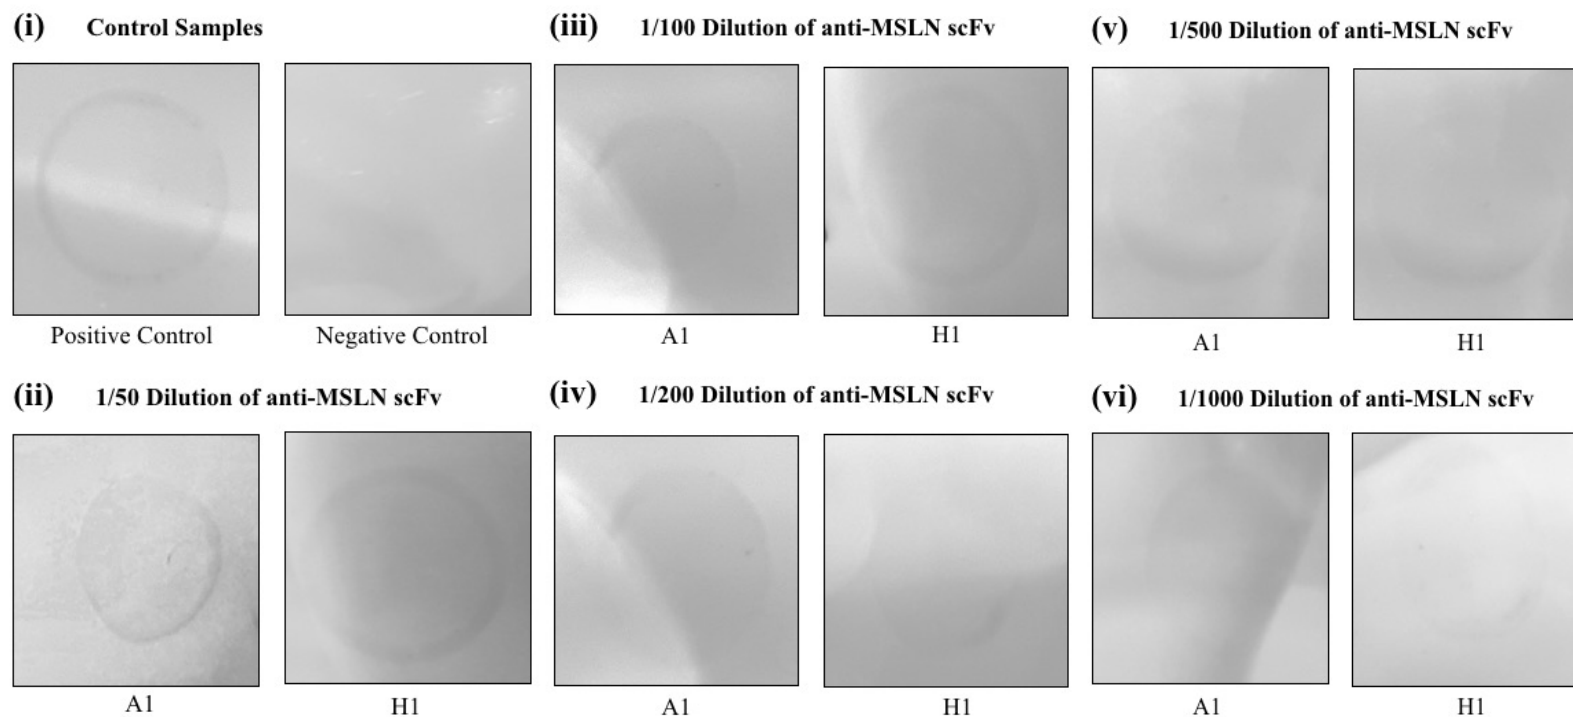 (i) Control Samples
Positive Control
Negative Control
(ii) 1/50 Dilution of anti-MSLN scFv
A1
H1
(iii) 1/100 Dilution of anti-MSLN scFv
A1
H1
(iv) 1/200 Dilution of anti-MSLN scFv
A1
H1
(v) 1/500 Dilution of anti-MSLN scFv
A1
H1
(vi) 1/1000 Dilution of anti-MSLN scFv
A1
H1